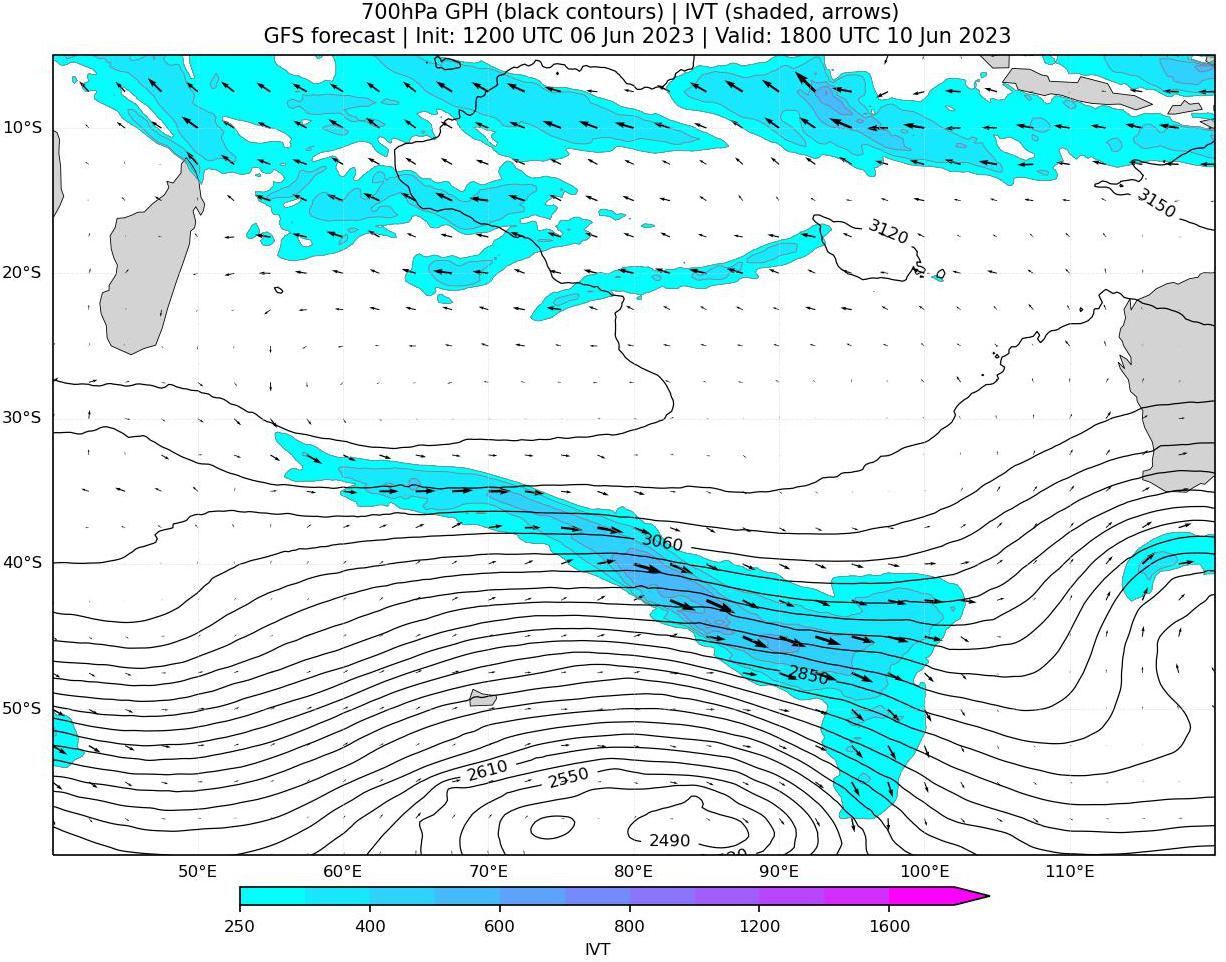 700hPa GPH (black contours) | IVT (shaded, arrows)
GFS forecast | Init: 1200 UTC 06 Jun 2023 | Valid: 1800 UTC 10 Jun 2023
10°S
3150
3120
20°S
30°S
3060
40°S
2850
50°S
2610
2550
2490
50°E 60°E 70°E 80°E 90°E 100°E 110°E
250 400 600 800 1200 1600
IVT